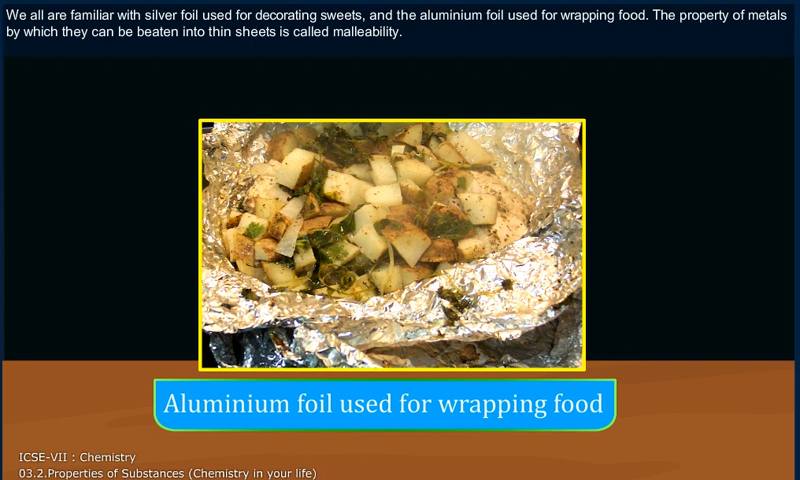 We all are familiar with silver foil used for decorating sweets, and the aluminium foil used for wrapping food. The property of metals
by which they can be beaten into thin sheets is called malleability.
Aluminium foil used for wrapping food
ICSE-VII : Chemistry
03.2.Properties of Substances (Chemistry in your life)